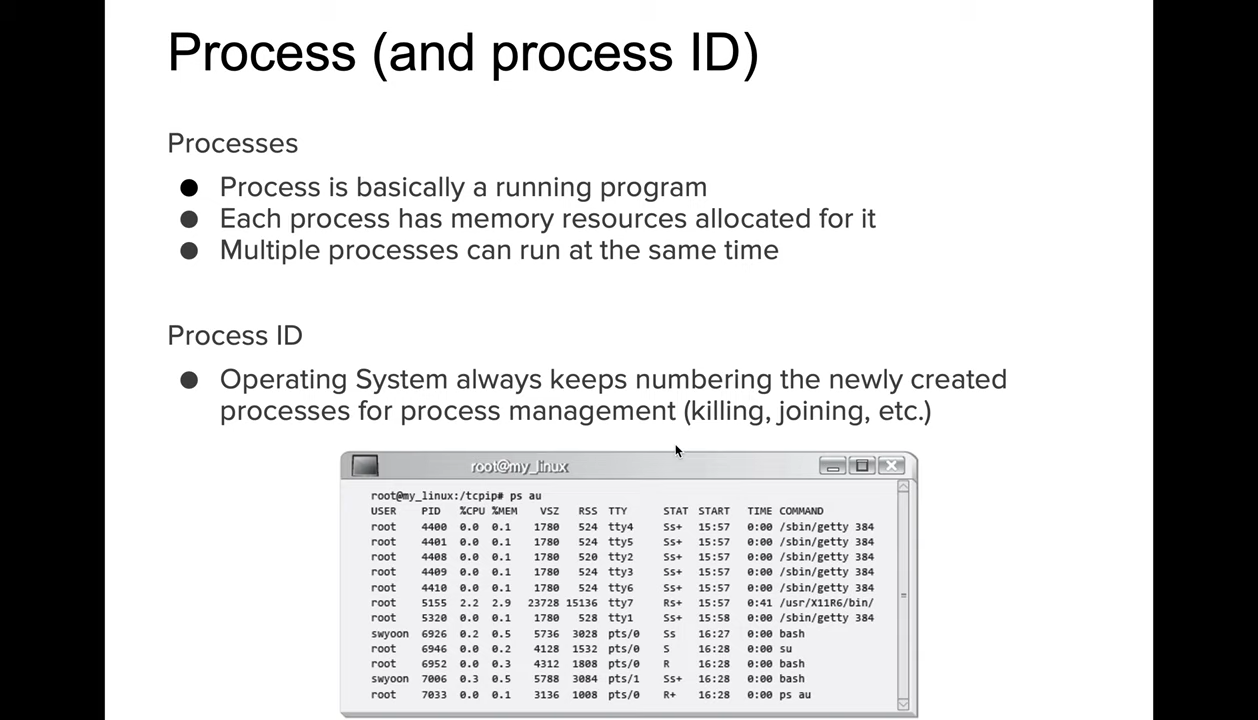 Process (and process ID)
Processes
● Process is basically a running program
● Each process has memory resources allocated for it
● Multiple processes can run at the same time
Process ID
● Operating System always keeps numbering the newly created
processes for process management (killing, joining, etc.)
root@my_linux
root@my_linux:/tcpip# ps au
USER PID %CPU %MEM VSZ RSS TTY STAT START TIME COMMAND
root 4400 0.0 0.1 1780 524 tty4 Ss+ 15:57 0:00 /sbin/getty 384
root 4401 0.0 0.1 1780 524 tty5 Ss+ 15:57 0:00 /sbin/getty 384
root 4408 0.0 0.1 1780 520 tty2 Ss+ 15:57 0:00 /sbin/getty 384
root 4409 0.0 0.1 1780 524 tty3 Ss+ 15:57 0:00 /sbin/getty 384
root 4410 0.0 0.1 1780 524 tty6 Ss+ 15:57 0:00 /sbin/getty 384
root 5155 2.2 2.9 23728 15136 tty7 Rs+ 15:57 0:41 /usr/X11R6/bin/
root 5320 0.0 0.1 1780 528 tty1 Ss+ 15:58 0:00 /sbin/getty 384
swyoon 6926 0.2 0.5 5736 3028 pts/0 Ss 16:27 0:00 bash
root 6946 0.0 0.2 4128 1532 pts/0 S 16:28 0:00 su
root 6952 0.0 0.3 4312 1808 pts/0 R 16:28 0:00 bash
swyoon 7006 0.3 0.5 5788 3084 pts/1 Ss+ 16:28 0:00 bash
root 7033 0.0 0.1 3136 1008 pts/0 R+ 16:28 0:00 ps au